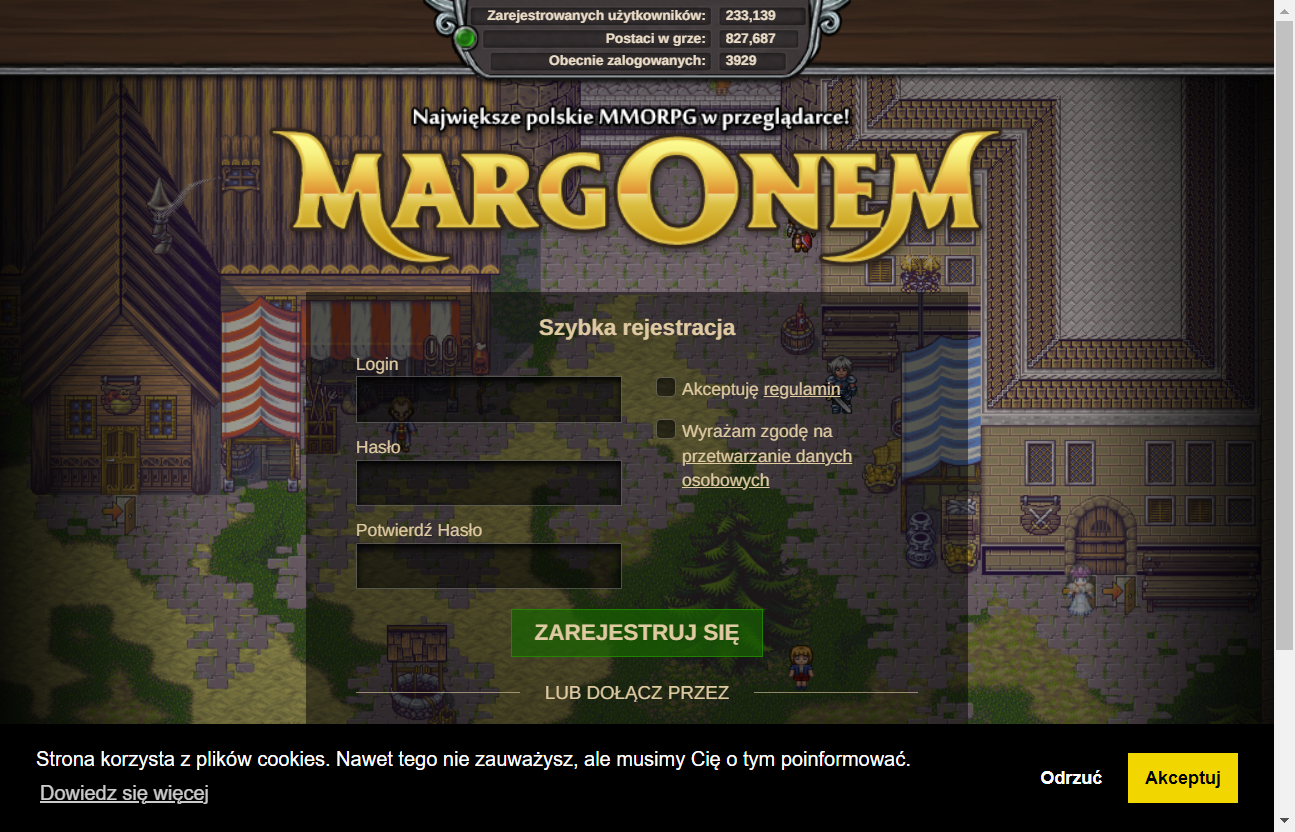 Zarejestrowanych użytkowników: 233,139
Postaci w grze: 827,687
Obecnie zalogowanych: 3929
Największe polskie MMORPG w przeglądarce!
MARGONEM
Szybka rejestracja
Login
Akceptuję regulamin
Wyrażam zgodę na
przetwarzanie danych
osobowych
Hasło
Potwierdź Hasło
ZAREJESTRUJ SIĘ
LUB DOŁĄCZ PRZEZ
Strona korzysta z plików cookies. Nawet tego nie zauważysz, ale musimy Cię o tym poinformować.
Dowiedz się więcej
Odrzuć
Akceptuj